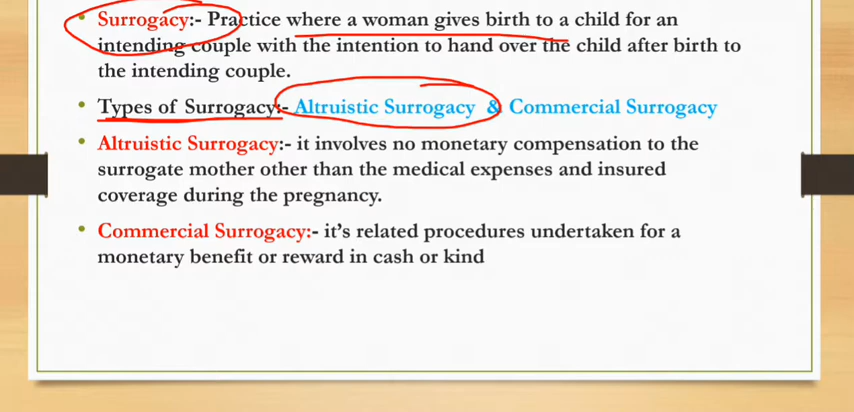 • Surrogacy:- Practice where a woman gives birth to a child for an
intending couple with the intention to hand over the child after birth to
the intending couple.
• Types of Surrogacy:- Altruistic Surrogacy & Commercial Surrogacy
• Altruistic Surrogacy:- it involves no monetary compensation to the
surrogate mother other than the medical expenses and insured
coverage during the pregnancy.
• Commercial Surrogacy:- it's related procedures undertaken for a
monetary benefit or reward in cash or kind